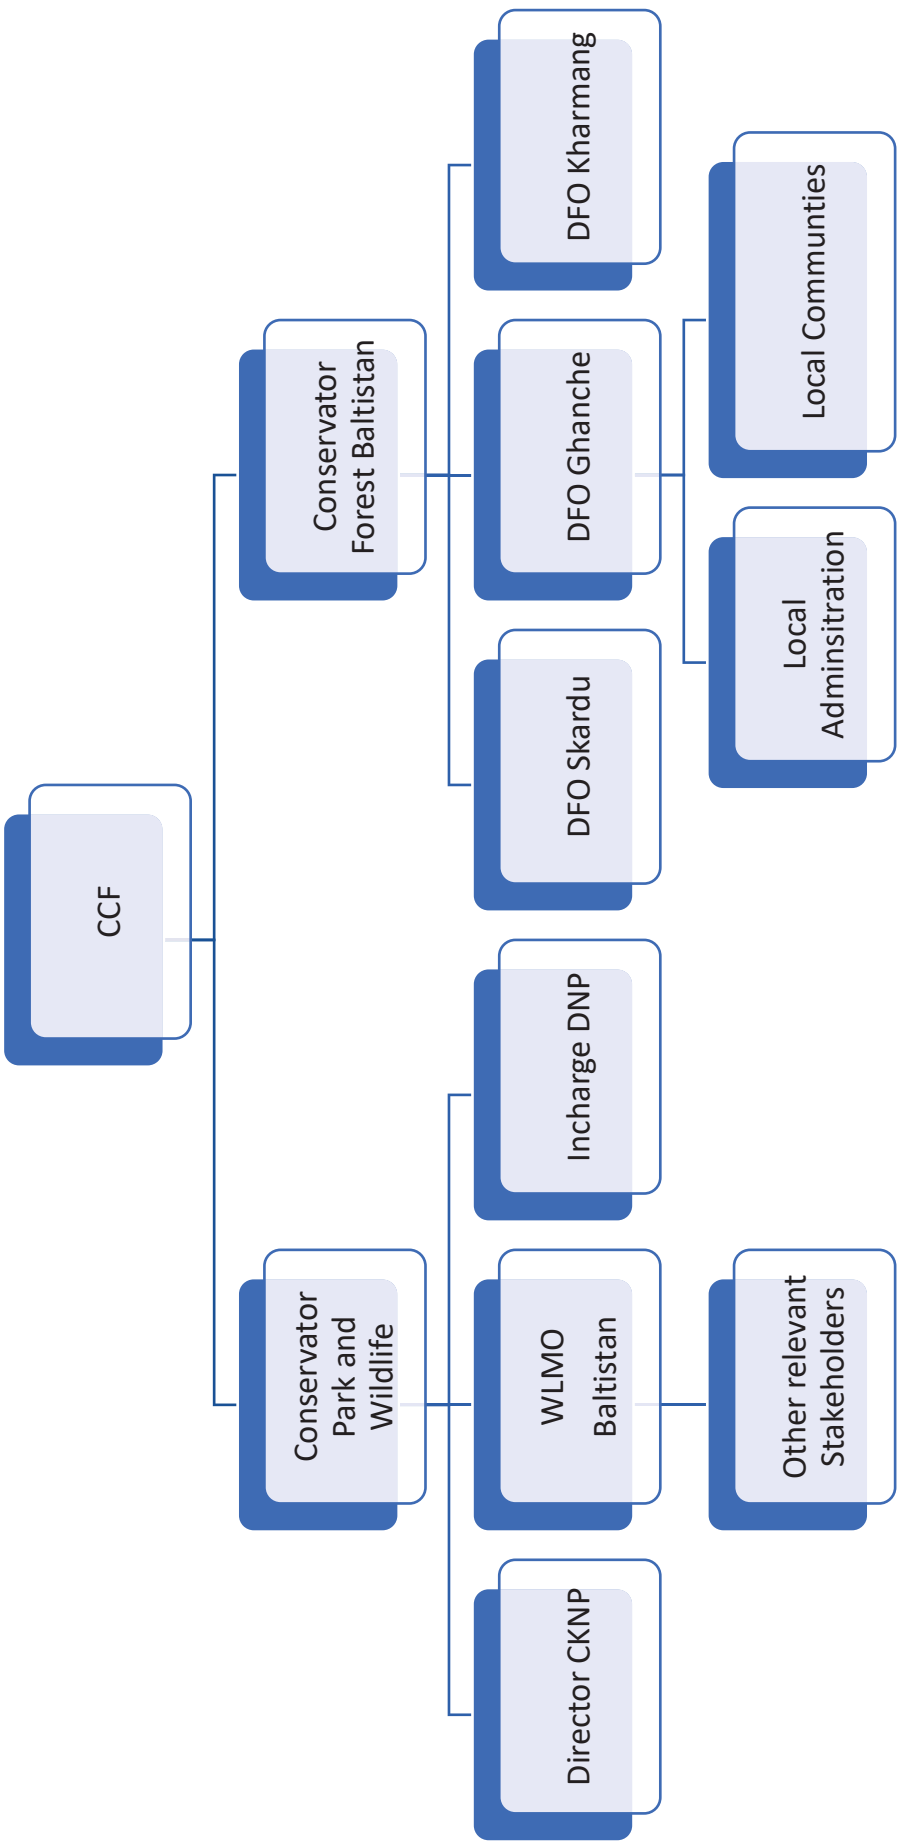 CCF
Conservator
Park and
Wildlife
Conservator
Forest Baltistan
Director CKNP
WLMO
Baltistan
Incharge DNP
DFO Skardu
DFO Ghanche
DFO Kharmang
Other relevant
Stakeholders
Local
Adminsitration
Local Communties